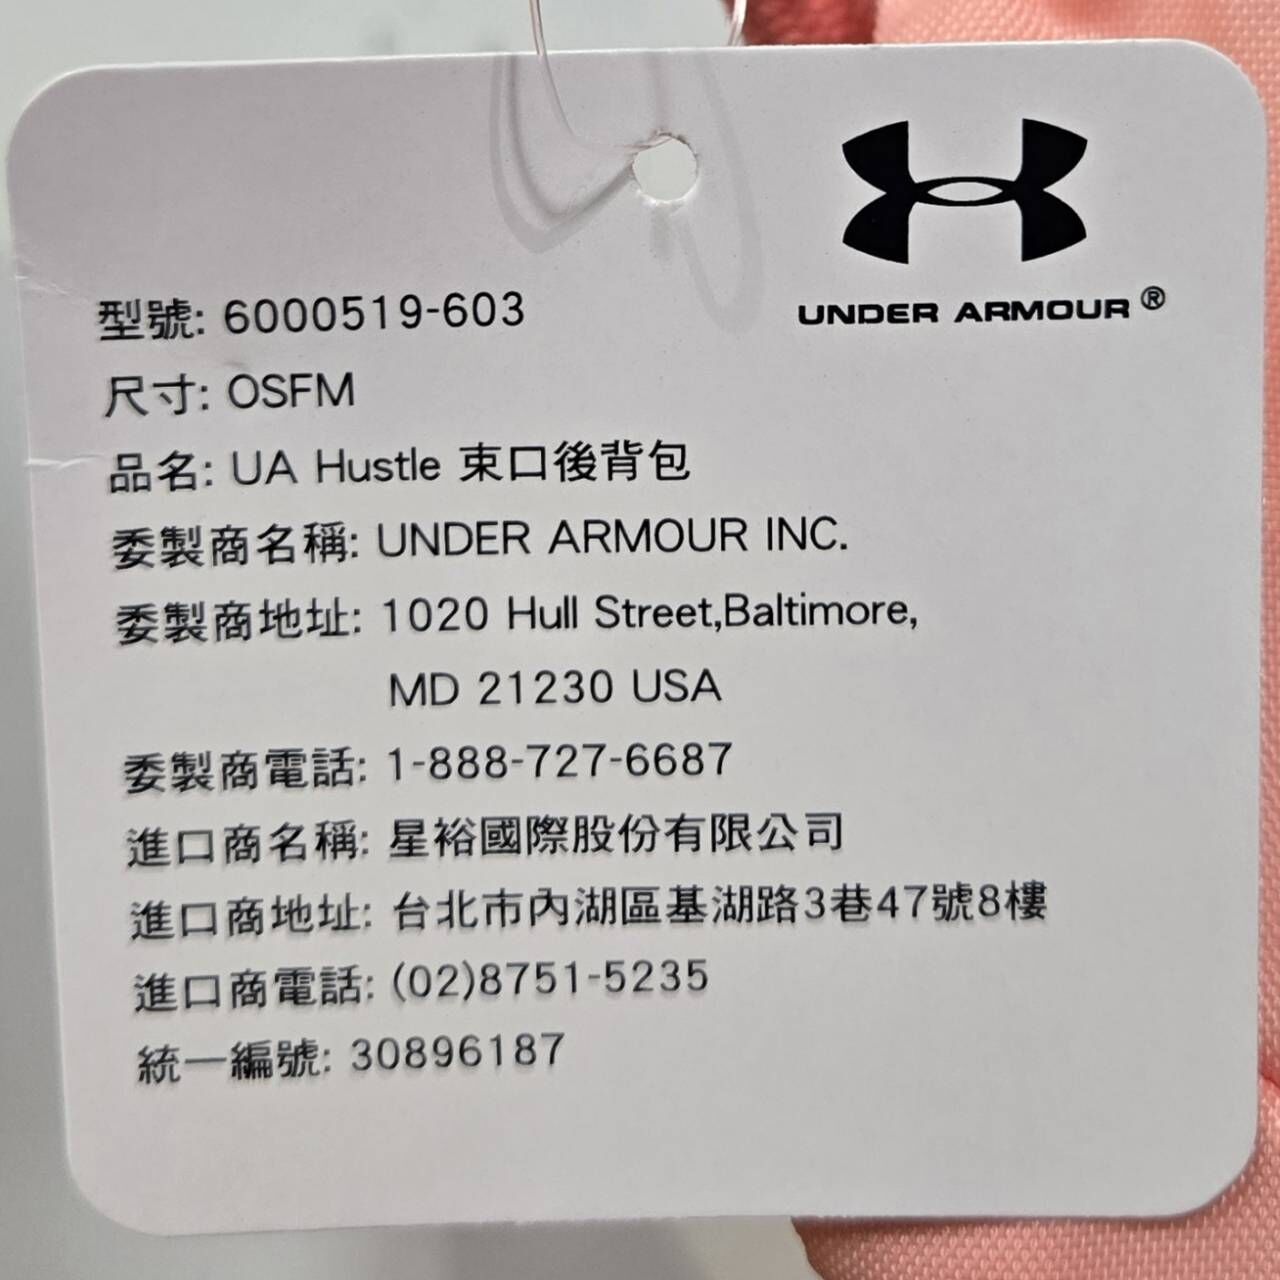 UNDER ARMOUR®
型號: 6000519-603
尺寸: OSFM
品名: UA Hustle 束口後背包
委製商名稱: UNDER ARMOUR INC.
委製商地址: 1020 Hull Street,Baltimore,
MD 21230 USA
委製商電話: 1-888-727-6687
進口商名稱: 星裕國際股份有限公司
進口商地址: 台北市內湖區基湖路3巷47號8樓
進口商電話: (02)8751-5235
統一編號: 30896187